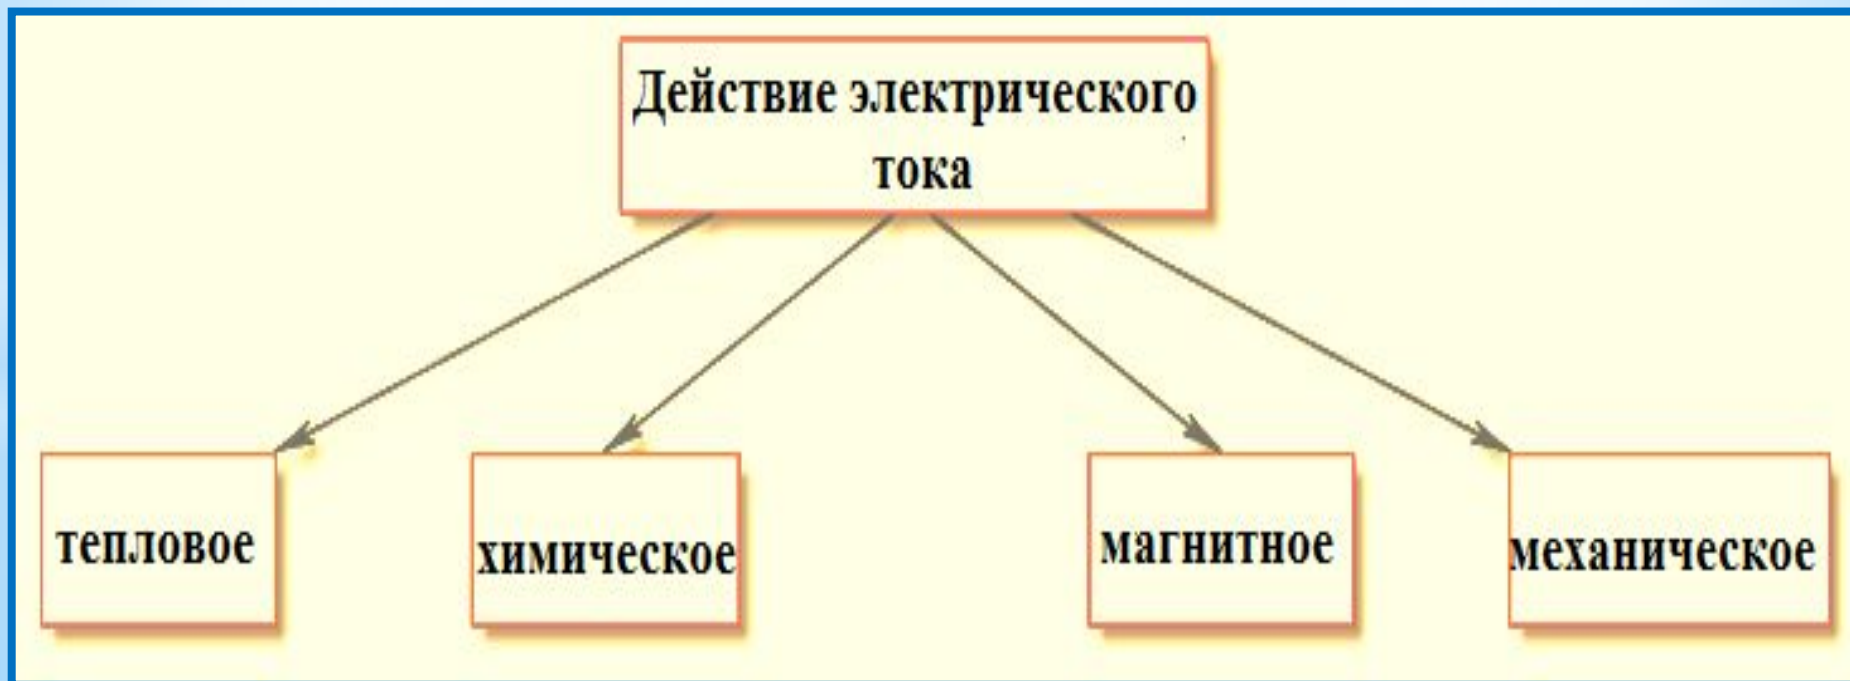 Действие электрического
тока
тепловое
химическое
магнитное
механическое